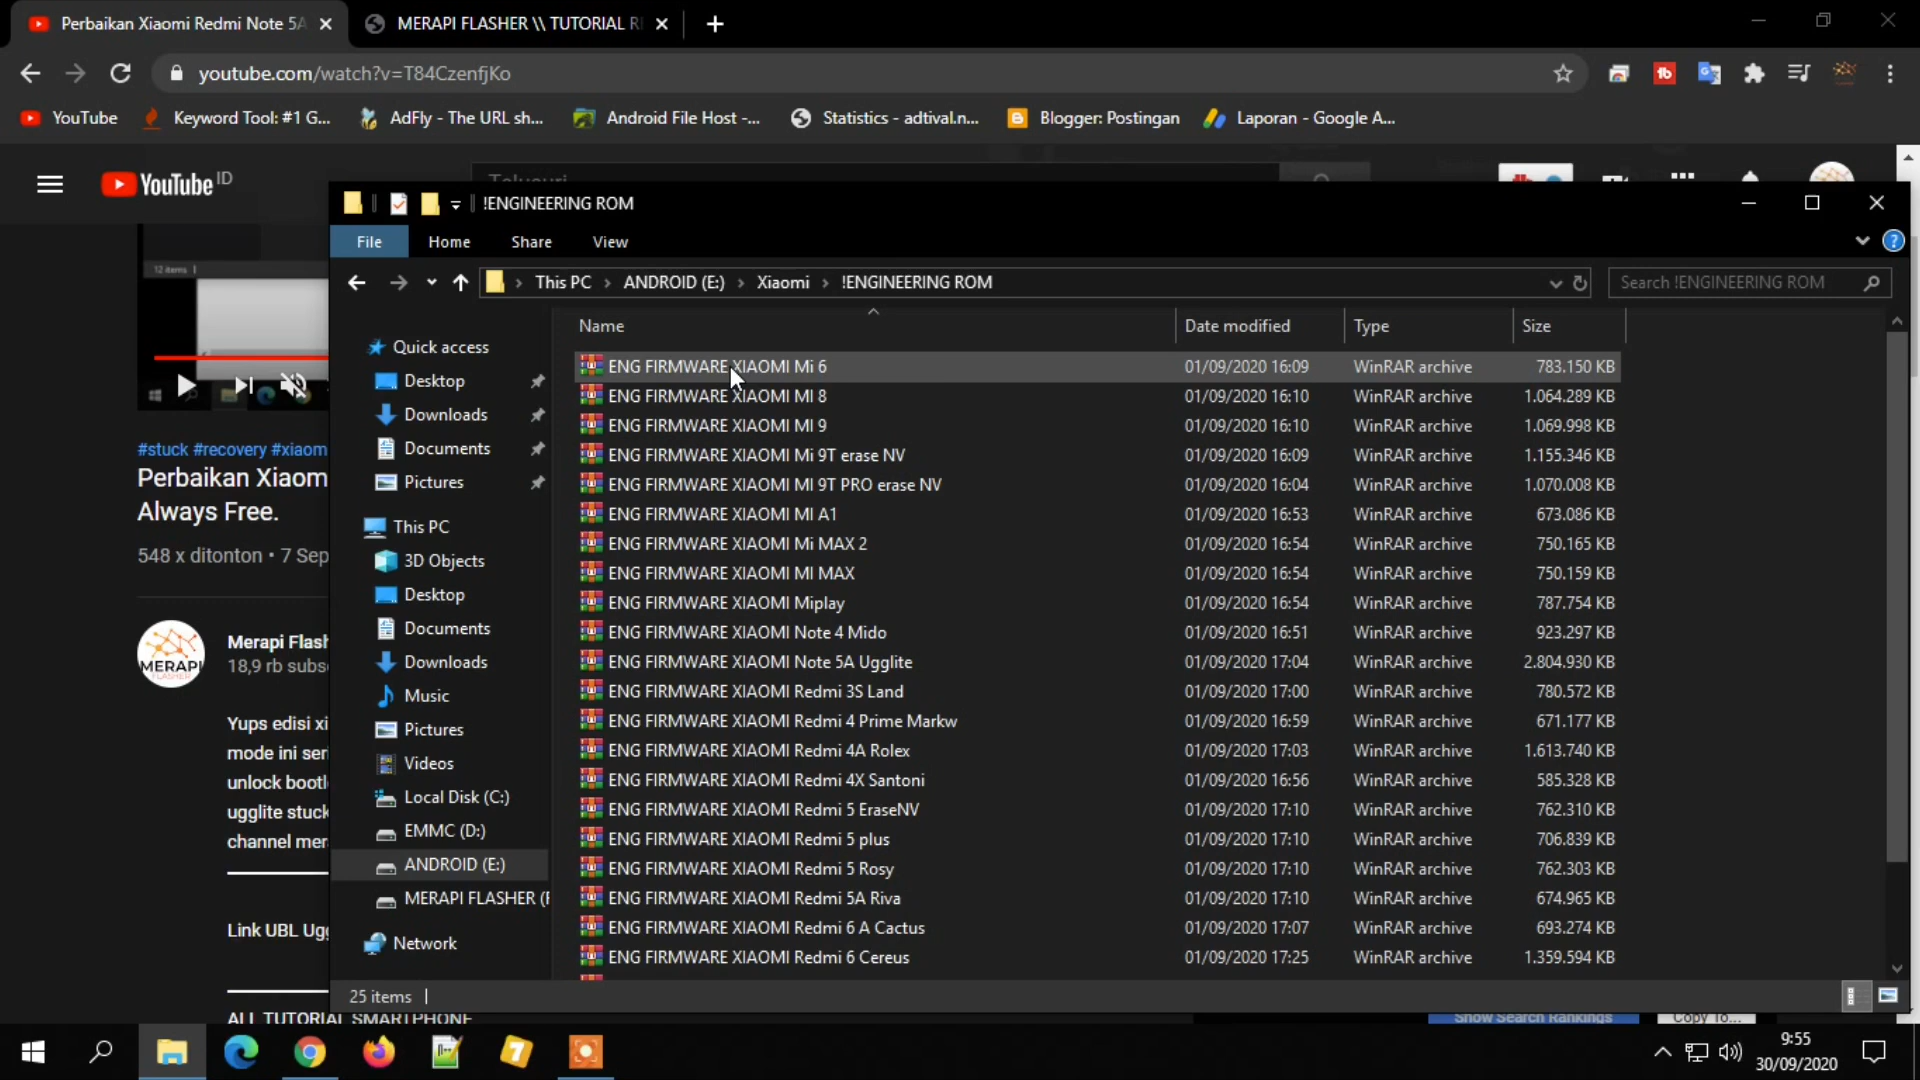 Perbaikan Xiaomi Redmi Note 5A
MERAPI FLASHER \\ TUTORIAL R
youtube.com/watch?v=T84CzenfjKo
YouTube
Keyword Tool: #1 G...
AdFly - The URL sh...
Android File Host -...
Statistics - adtival.n...
Blogger: Postingan
Laporan - Google A...
YouTube ID
Telusuri
!ENGINEERING ROM
File Home Share View
This PC > ANDROID (E:) > Xiaomi > !ENGINEERING ROM
Search !ENGINEERING ROM
12 items
#stuck #recovery #xiaom
Perbaikan Xiaom
Always Free.
548 x ditonton • 7 Sep
MERAPI
FLASHER
Merapi Flash
18,9 rb subs
Yups edisi xi
mode ini seri
unlock bootl
ugglite stuck
channel mer
Link UBL Ugg
ALL TUTORIAL SMARTPHONE
Quick access
Desktop
Downloads
Documents
Pictures
This PC
3D Objects
Desktop
Documents
Downloads
Music
Pictures
Videos
Local Disk (C:)
EMMC (D:)
ANDROID (E:)
MERAPI FLASHER (F
Network
Name Date modified Type Size
ENG FIRMWARE XIAOMI Mi 6 01/09/2020 16:09 WinRAR archive 783.150 KB
ENG FIRMWARE XIAOMI MI 8 01/09/2020 16:10 WinRAR archive 1.064.289 KB
ENG FIRMWARE XIAOMI MI 9 01/09/2020 16:10 WinRAR archive 1.069.998 KB
ENG FIRMWARE XIAOMI Mi 9T erase NV 01/09/2020 16:09 WinRAR archive 1.155.346 KB
ENG FIRMWARE XIAOMI MI 9T PRO erase NV 01/09/2020 16:04 WinRAR archive 1.070.008 KB
ENG FIRMWARE XIAOMI MI A1 01/09/2020 16:53 WinRAR archive 673.086 KB
ENG FIRMWARE XIAOMI Mi MAX 2 01/09/2020 16:54 WinRAR archive 750.165 KB
ENG FIRMWARE XIAOMI MI MAX 01/09/2020 16:54 WinRAR archive 750.159 KB
ENG FIRMWARE XIAOMI Miplay 01/09/2020 16:54 WinRAR archive 787.754 KB
ENG FIRMWARE XIAOMI Note 4 Mido 01/09/2020 16:51 WinRAR archive 923.297 KB
ENG FIRMWARE XIAOMI Note 5A Ugglite 01/09/2020 17:04 WinRAR archive 2.804.930 KB
ENG FIRMWARE XIAOMI Redmi 3S Land 01/09/2020 17:00 WinRAR archive 780.572 KB
ENG FIRMWARE XIAOMI Redmi 4 Prime Markw 01/09/2020 16:59 WinRAR archive 671.177 KB
ENG FIRMWARE XIAOMI Redmi 4A Rolex 01/09/2020 17:03 WinRAR archive 1.613.740 KB
ENG FIRMWARE XIAOMI Redmi 4X Santoni 01/09/2020 16:56 WinRAR archive 585.328 KB
ENG FIRMWARE XIAOMI Redmi 5 EraseNV 01/09/2020 17:10 WinRAR archive 762.310 KB
ENG FIRMWARE XIAOMI Redmi 5 plus 01/09/2020 17:10 WinRAR archive 706.839 KB
ENG FIRMWARE XIAOMI Redmi 5 Rosy 01/09/2020 17:10 WinRAR archive 762.303 KB
ENG FIRMWARE XIAOMI Redmi 5A Riva 01/09/2020 17:10 WinRAR archive 674.965 KB
ENG FIRMWARE XIAOMI Redmi 6 A Cactus 01/09/2020 17:07 WinRAR archive 693.274 KB
ENG FIRMWARE XIAOMI Redmi 6 Cereus 01/09/2020 17:25 WinRAR archive 1.359.594 KB
25 items
Show Search Rankings
Copy To...
9:55
30/09/2020